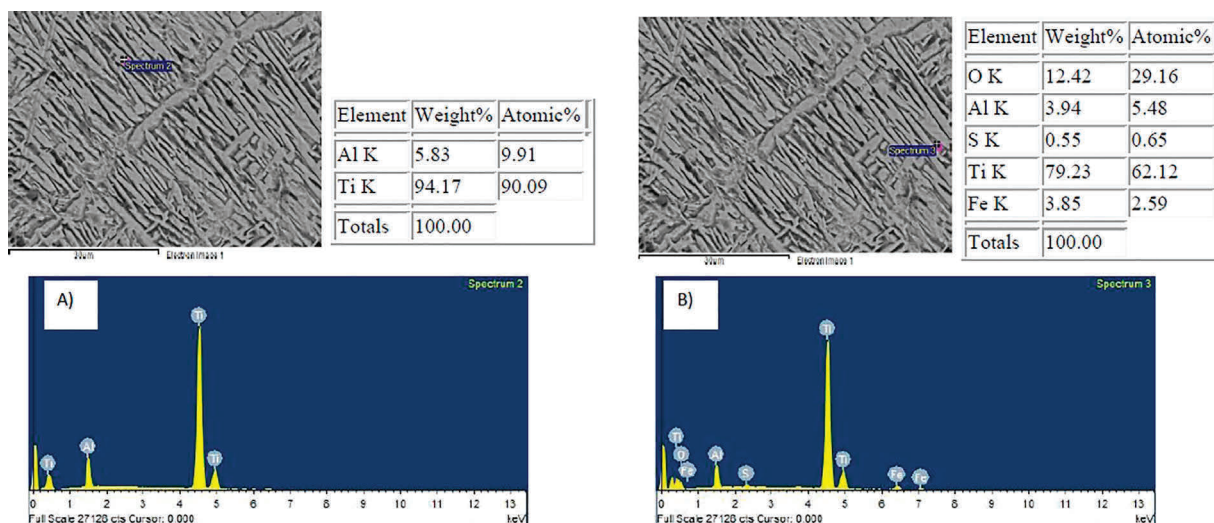 Spectrum 2
30µm
Electron Image 1
Element Weight% Atomic%
Al K 5.83 9.91
Ti K 94.17 90.09
Totals 100.00
A)
Spectrum 2
Ti
Al
Ti
Ti
0 1 2 3 4 5 6 7 8 9 10 11 12 13
Full Scale 27128 cts Cursor: 0.000
keV
Spectrum 3
30µm
Electron Image 1
Element Weight% Atomic%
O K 12.42 29.16
Al K 3.94 5.48
S K 0.55 0.65
Ti K 79.23 62.12
Fe K 3.85 2.59
Totals 100.00
B)
Spectrum 3
Ti
O
Fe
Al
S
Ti
Ti
Fe
Fe
0 1 2 3 4 5 6 7 8 9 10 11 12 13
Full Scale 27128 cts Cursor: 0.000
keV